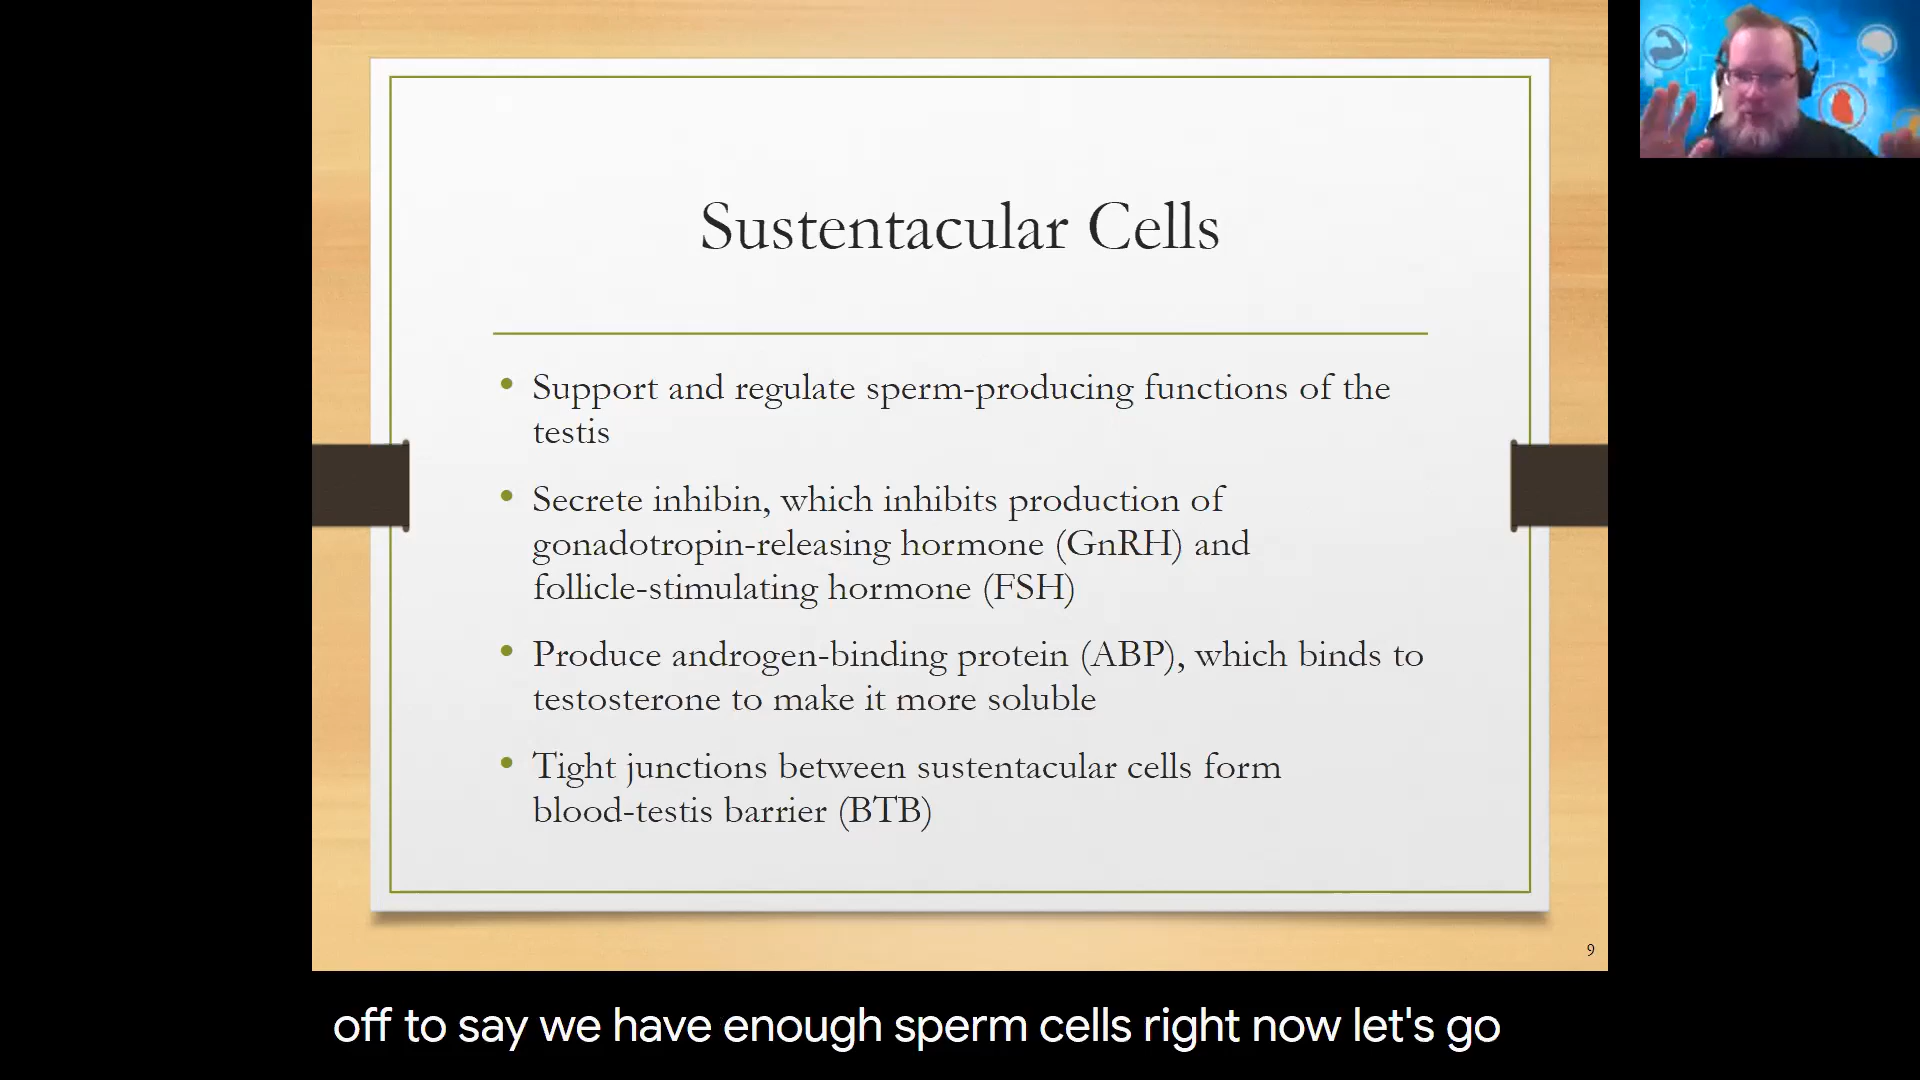 Sustentacular Cells
• Support and regulate sperm-producing functions of the
testis
• Secrete inhibin, which inhibits production of
gonadotropin-releasing hormone (GnRH) and
follicle-stimulating hormone (FSH)
• Produce androgen-binding protein (ABP), which binds to
testosterone to make it more soluble
• Tight junctions between sustentacular cells form
blood-testis barrier (BTB)
9
off to say we have enough sperm cells right now let's go